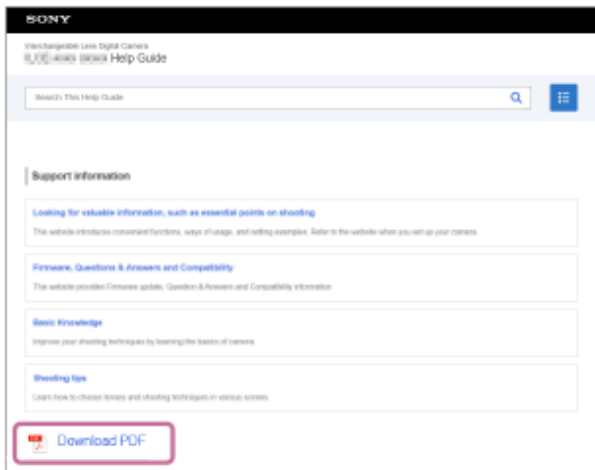 SONY
Interchangeable Lens Digital Camera
Help Guide
Search This Help Guide
Support information
Looking for valuable information, such as essential points on shooting
This website introduces convenient functions, ways of usage, and setting examples. Refer to the website when you set up your camera.
Firmware, Questions & Answers and Compatibility
This website provides Firmware update, Question & Answers and Compatibility information
Basic Knowledge
Improve your shooting techniques by learning the basics of camera.
Shooting tips
Learn how to choose lenses and shooting techniques in various scenes.
Download PDF